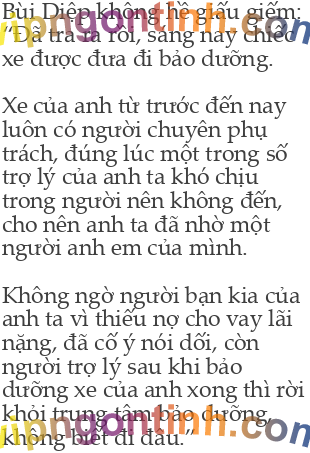 Bùi Diệp không hề giấu giếm:
“Đã tra ra rồi, sáng nay chiếc
xe được đưa đi bảo dưỡng.
Xe của anh từ trước đến nay
luôn có người chuyên phụ
trách, đúng lúc một trong số
trợ lý của anh ta khó chịu
trong người nên không đến,
cho nên anh ta đã nhờ một
người anh em của mình.
Không ngờ người bạn kia của
anh ta vì thiếu nợ cho vay lãi
nặng, đã cố ý nói dối, còn
người trợ lý sau khi bảo
dưỡng xe của anh xong thì rời
khỏi trung tâm bảo dưỡng,
không biết đi đâu.”
vipngontinh.com
vipngontinh.com